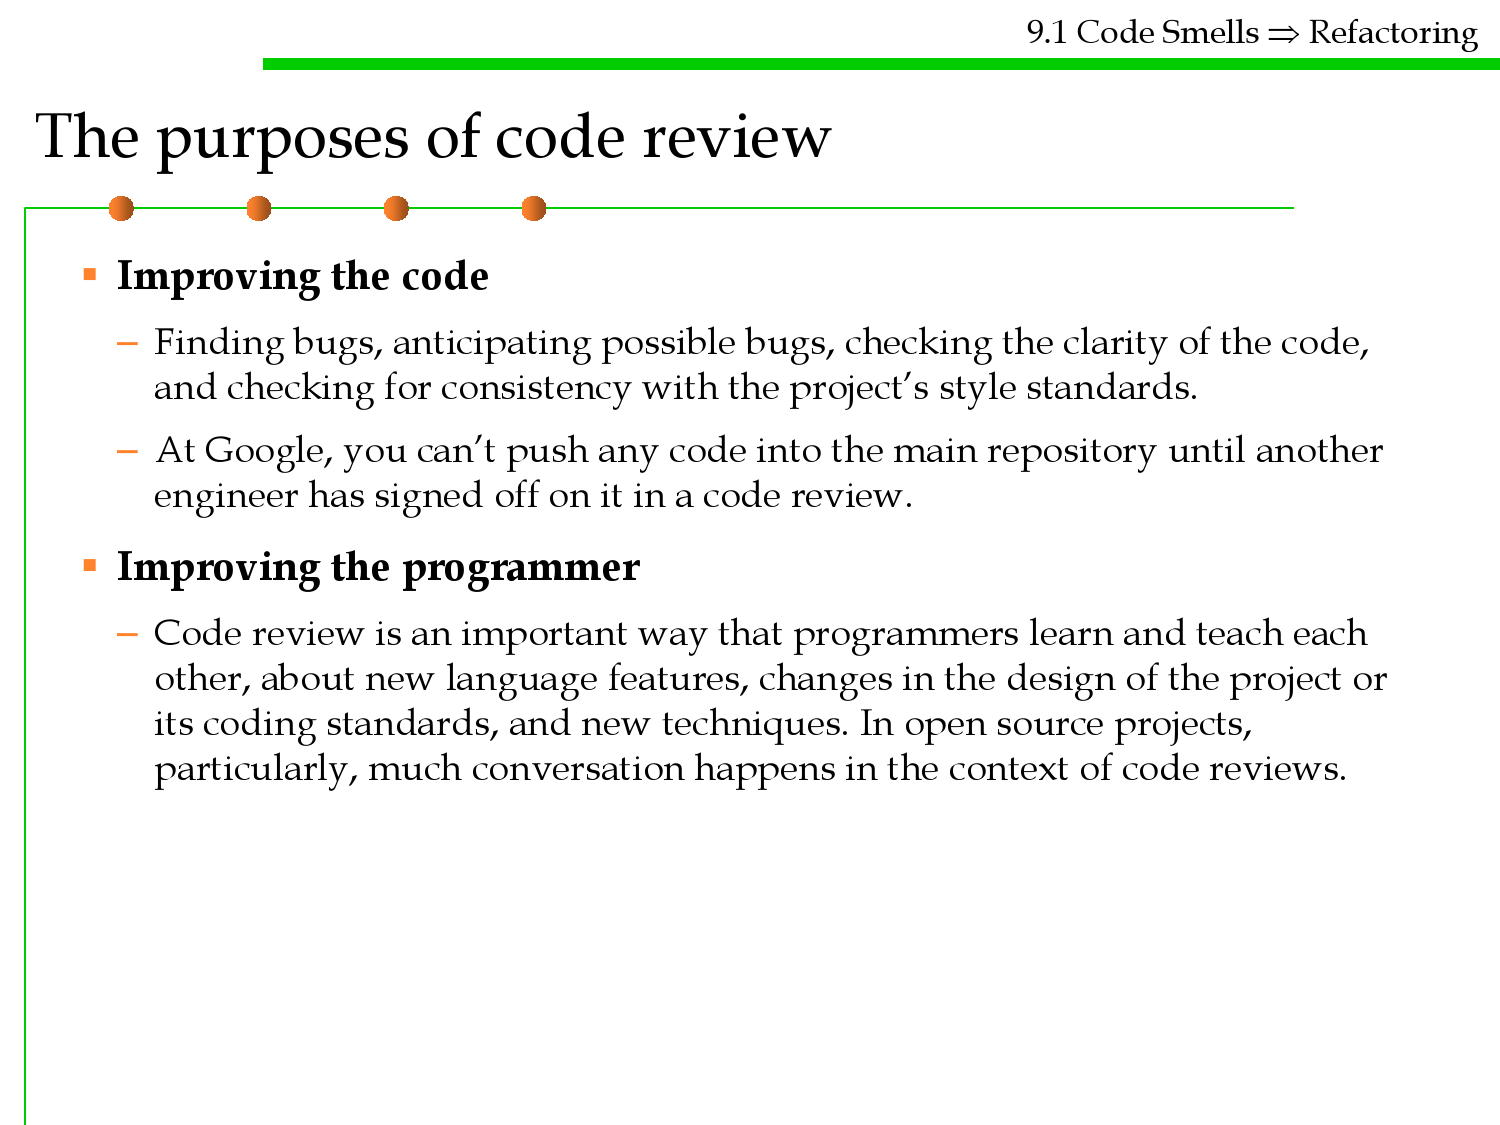 9.1 Code Smells ⇒ Refactoring
The purposes of code review
▪ Improving the code
– Finding bugs, anticipating possible bugs, checking the clarity of the code,
and checking for consistency with the project’s style standards.
– At Google, you can’t push any code into the main repository until another
engineer has signed off on it in a code review.
▪ Improving the programmer
– Code review is an important way that programmers learn and teach each
other, about new language features, changes in the design of the project or
its coding standards, and new techniques. In open source projects,
particularly, much conversation happens in the context of code reviews.